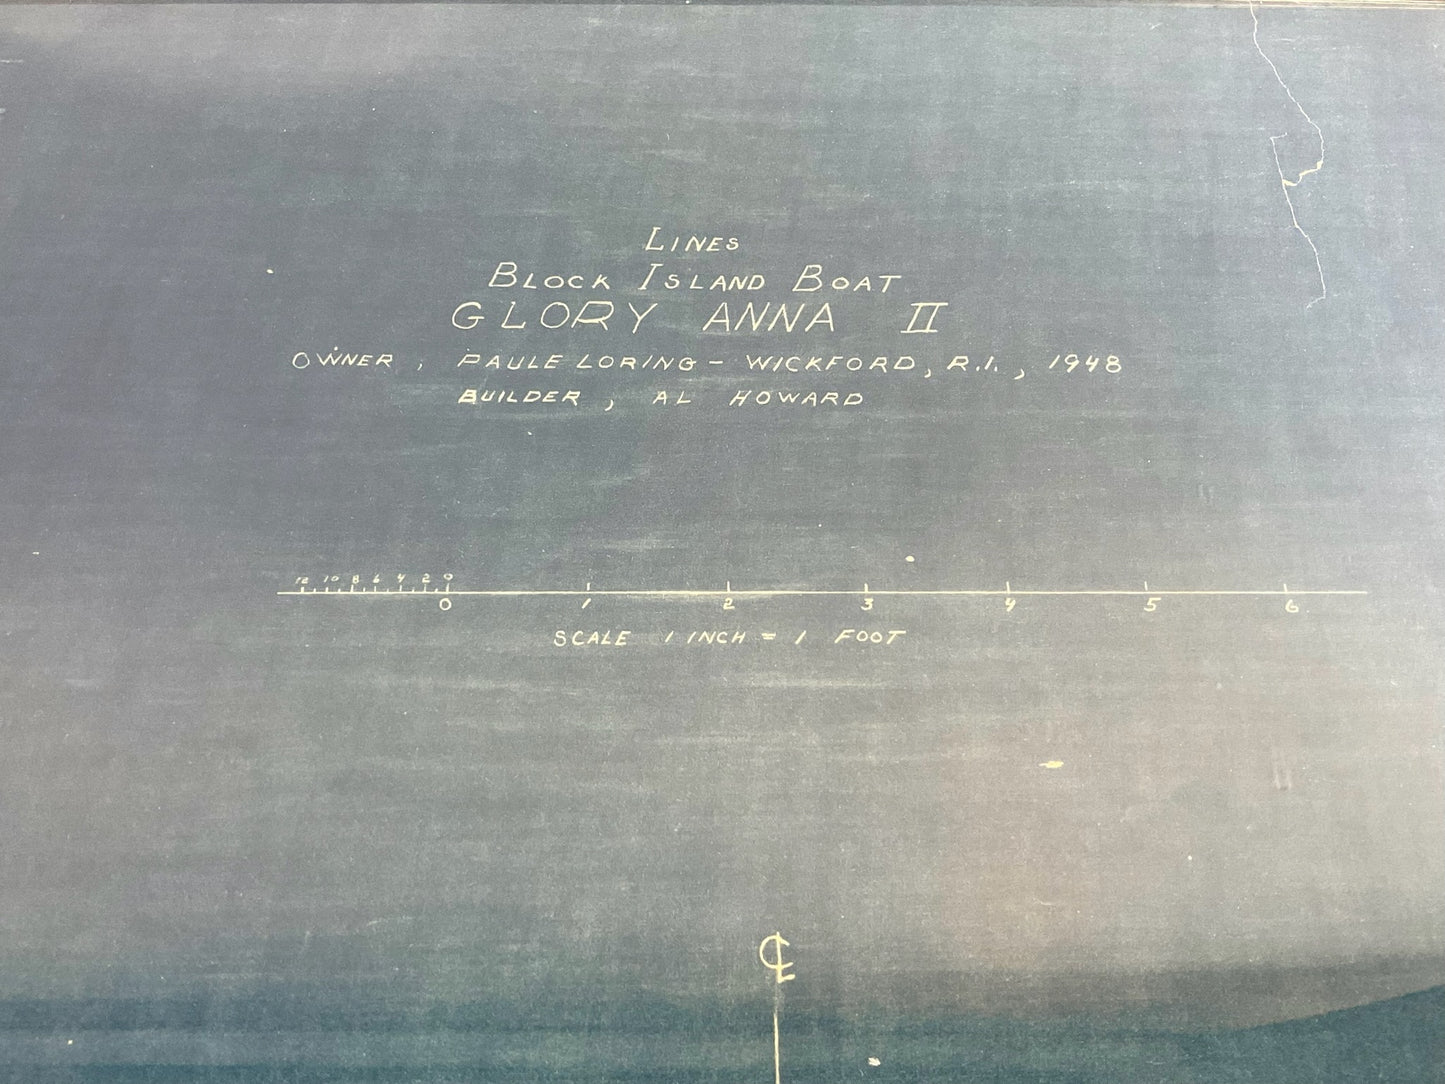 LINES
BLOCK ISLAND BOAT
GLORY ANNA II
OWNER, PAULE LORING - WICKFORD, R.I., 1948
BUILDER, AL HOWARD
12 10 8 6 4 2 0
0 1 2 3 4 5 6
SCALE 1 INCH = 1 FOOT
℄